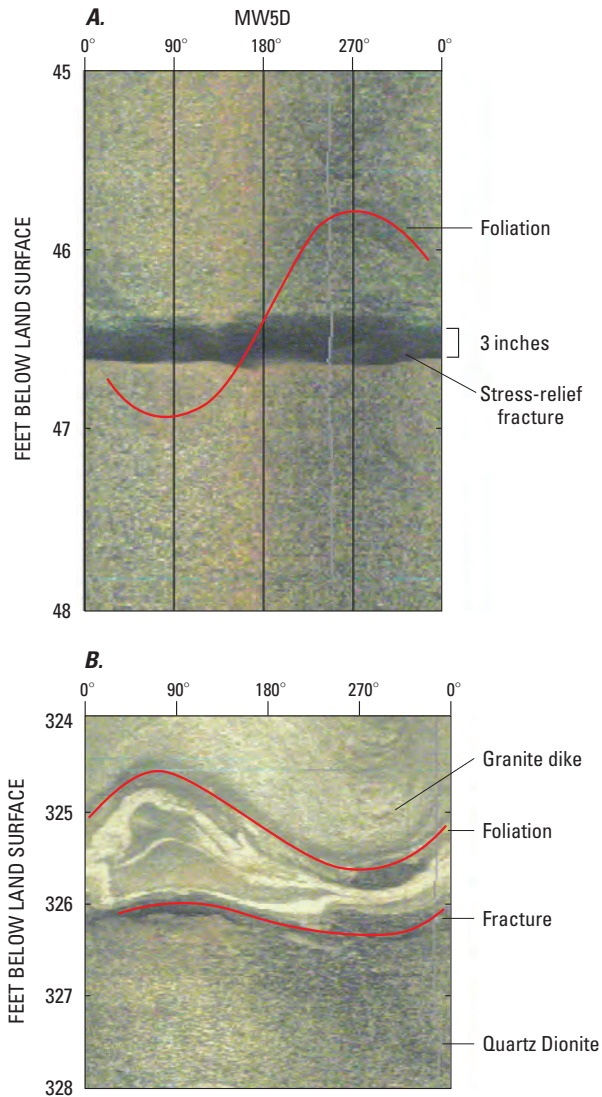 A.
MW5D
0° 90° 180° 270° 0°
45
46
47
48
FEET BELOW LAND SURFACE
Foliation
3 inches
Stress-relief
fracture
B.
0° 90° 180° 270° 0°
324
325
326
327
328
FEET BELOW LAND SURFACE
Granite dike
Foliation
Fracture
Quartz Dionite